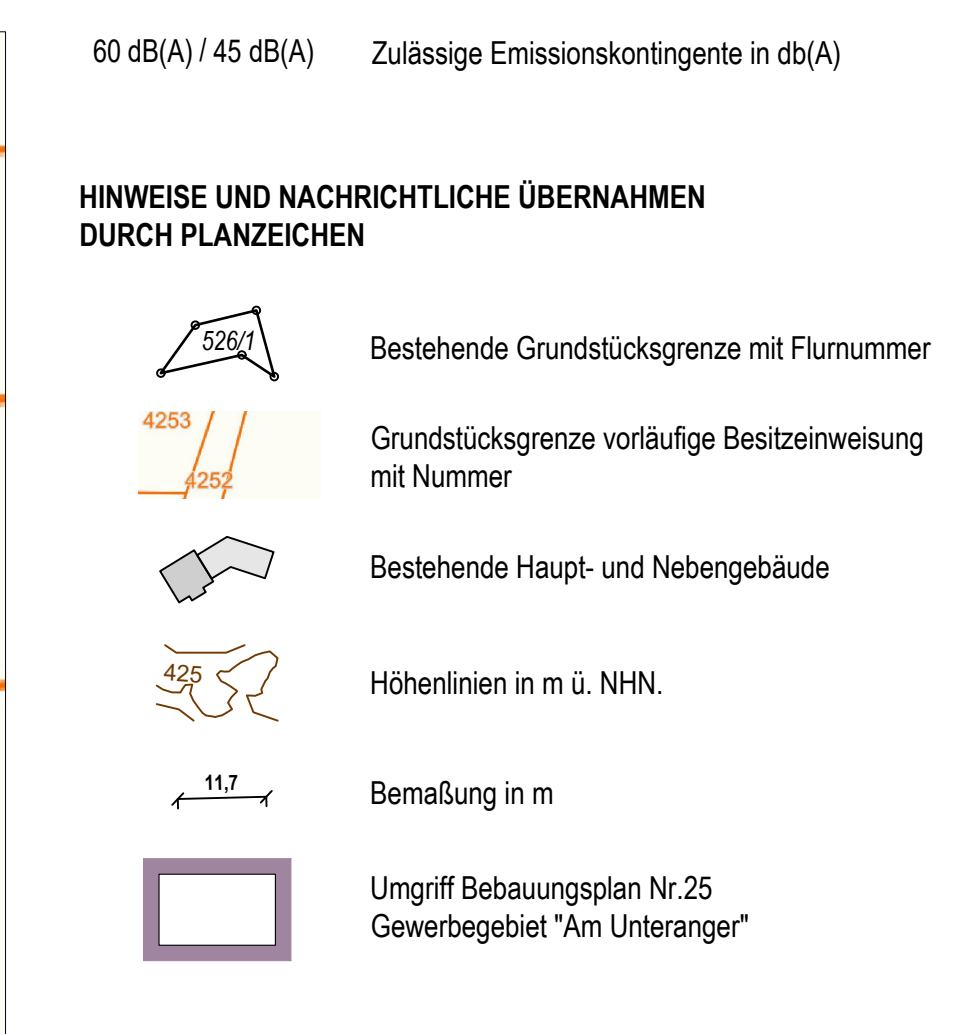 60 dB(A) / 45 dB(A) Zulässige Emissionskontingente in db(A)
HINWEISE UND NACHRICHTLICHE ÜBERNAHMEN
DURCH PLANZEICHEN
526/1
Bestehende Grundstücksgrenze mit Flurnummer
4253
4252
Grundstücksgrenze vorläufige Besitzeinweisung
mit Nummer
Bestehende Haupt- und Nebengebäude
425
Höhenlinien in m ü. NHN.
11,7
Bemaßung in m
Umgriff Bebauungsplan Nr.25
Gewerbegebiet "Am Unteranger"